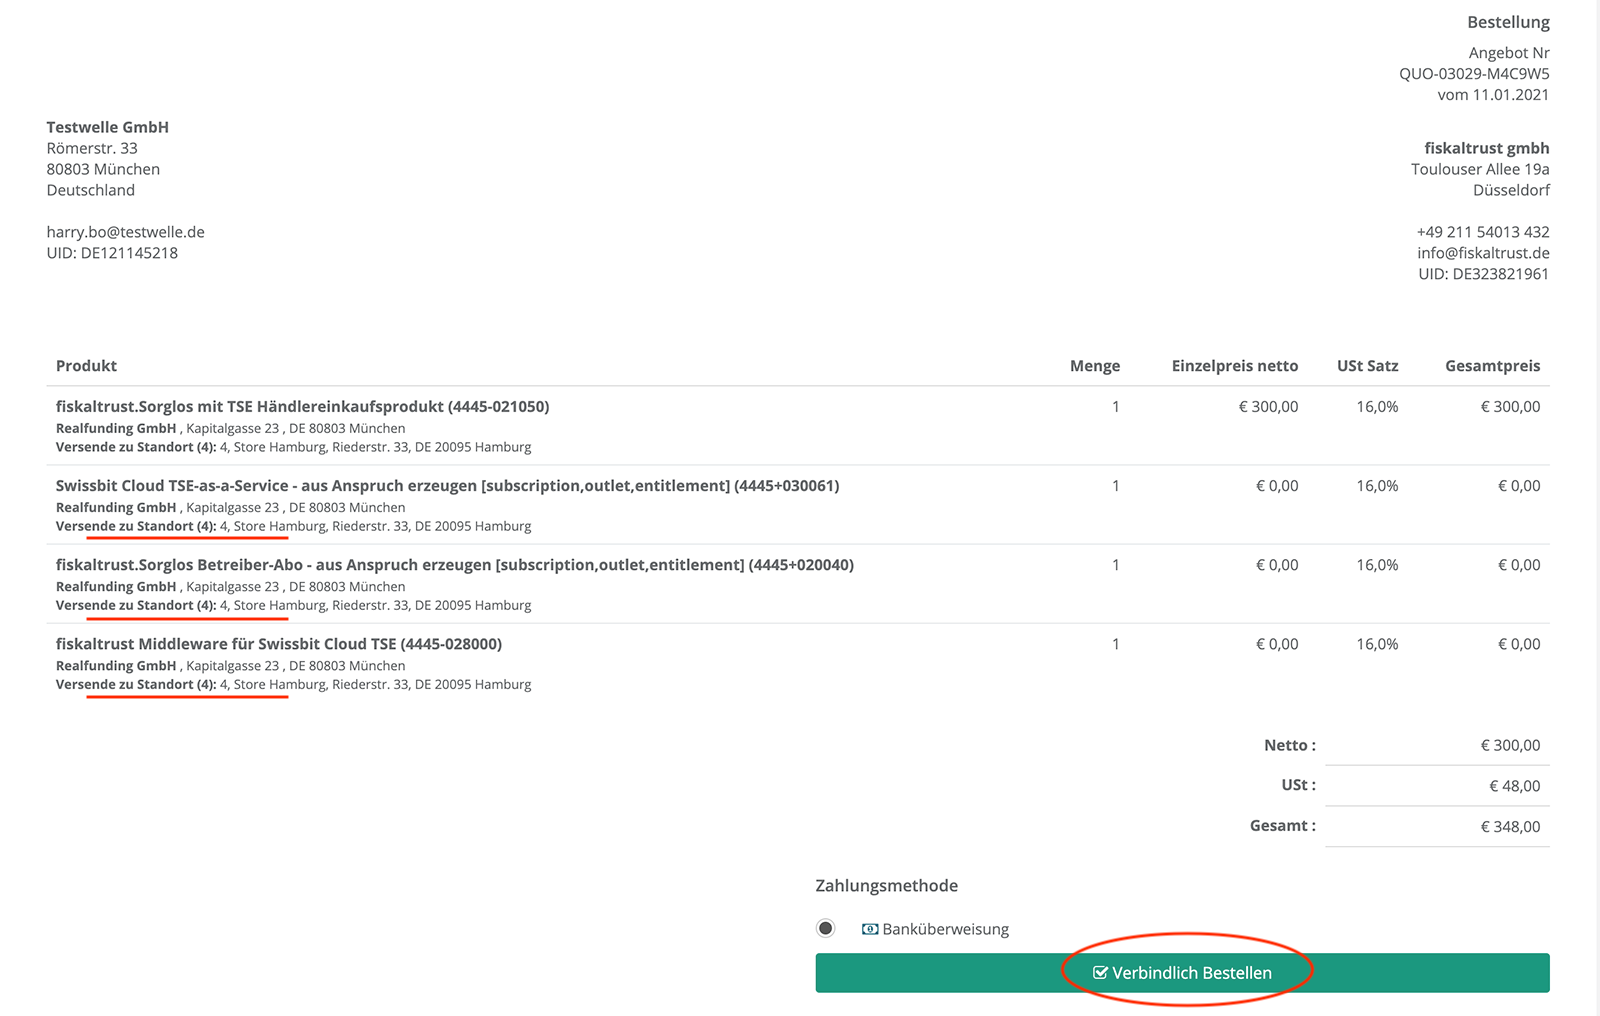 Bestellung
Angebot Nr
QUO-03029-M4C9W5
vom 11.01.2021
Testwelle GmbH
Römerstr. 33
80803 München
Deutschland
harry.bo@testwelle.de
UID: DE121145218
fiskaltrust gmbh
Toulouser Allee 19a
Düsseldorf
+49 211 54013 432
info@fiskaltrust.de
UID: DE323821961
Produkt Menge Einzelpreis netto USt Satz Gesamtpreis
fiskaltrust.Sorglos mit TSE Händlereinkaufsprodukt (4445-021050) 1 € 300,00 16,0% € 300,00
Realfunding GmbH , Kapitalgasse 23 , DE 80803 München
Versende zu Standort (4): 4, Store Hamburg, Riederstr. 33, DE 20095 Hamburg
Swissbit Cloud TSE-as-a-Service - aus Anspruch erzeugen [subscription,outlet,entitlement] (4445+030061) 1 € 0,00 16,0% € 0,00
Realfunding GmbH , Kapitalgasse 23 , DE 80803 München
Versende zu Standort (4): 4, Store Hamburg, Riederstr. 33, DE 20095 Hamburg
fiskaltrust.Sorglos Betreiber-Abo - aus Anspruch erzeugen [subscription,outlet,entitlement] (4445+020040) 1 € 0,00 16,0% € 0,00
Realfunding GmbH , Kapitalgasse 23 , DE 80803 München
Versende zu Standort (4): 4, Store Hamburg, Riederstr. 33, DE 20095 Hamburg
fiskaltrust Middleware für Swissbit Cloud TSE (4445-028000) 1 € 0,00 16,0% € 0,00
Realfunding GmbH , Kapitalgasse 23 , DE 80803 München
Versende zu Standort (4): 4, Store Hamburg, Riederstr. 33, DE 20095 Hamburg
Netto : € 300,00
USt : € 48,00
Gesamt : € 348,00
Zahlungsmethode
Banküberweisung
Verbindlich Bestellen